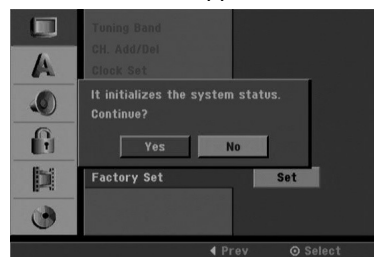 Tuning Band
CH. Add/Del
Clock Set
It initializes the system status.
Continue?
Yes No
Factory Set Set
Prev Select